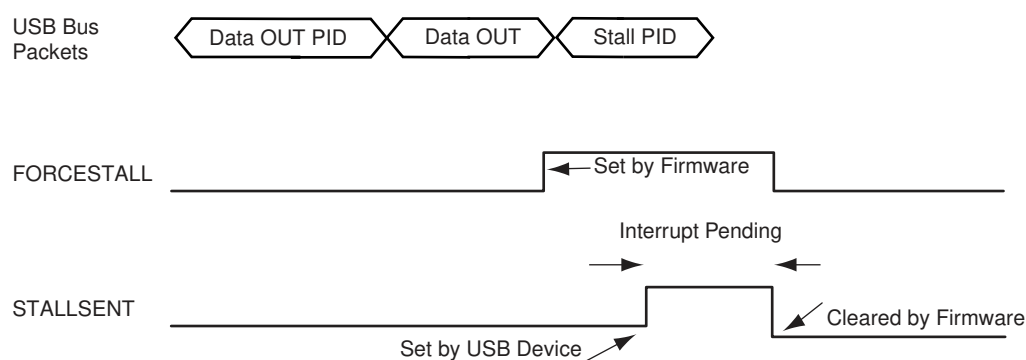 USB Bus
Packets
Data OUT PID
Data OUT
Stall PID
FORCESTALL
Set by Firmware
Interrupt Pending
STALLSENT
Cleared by Firmware
Set by USB Device